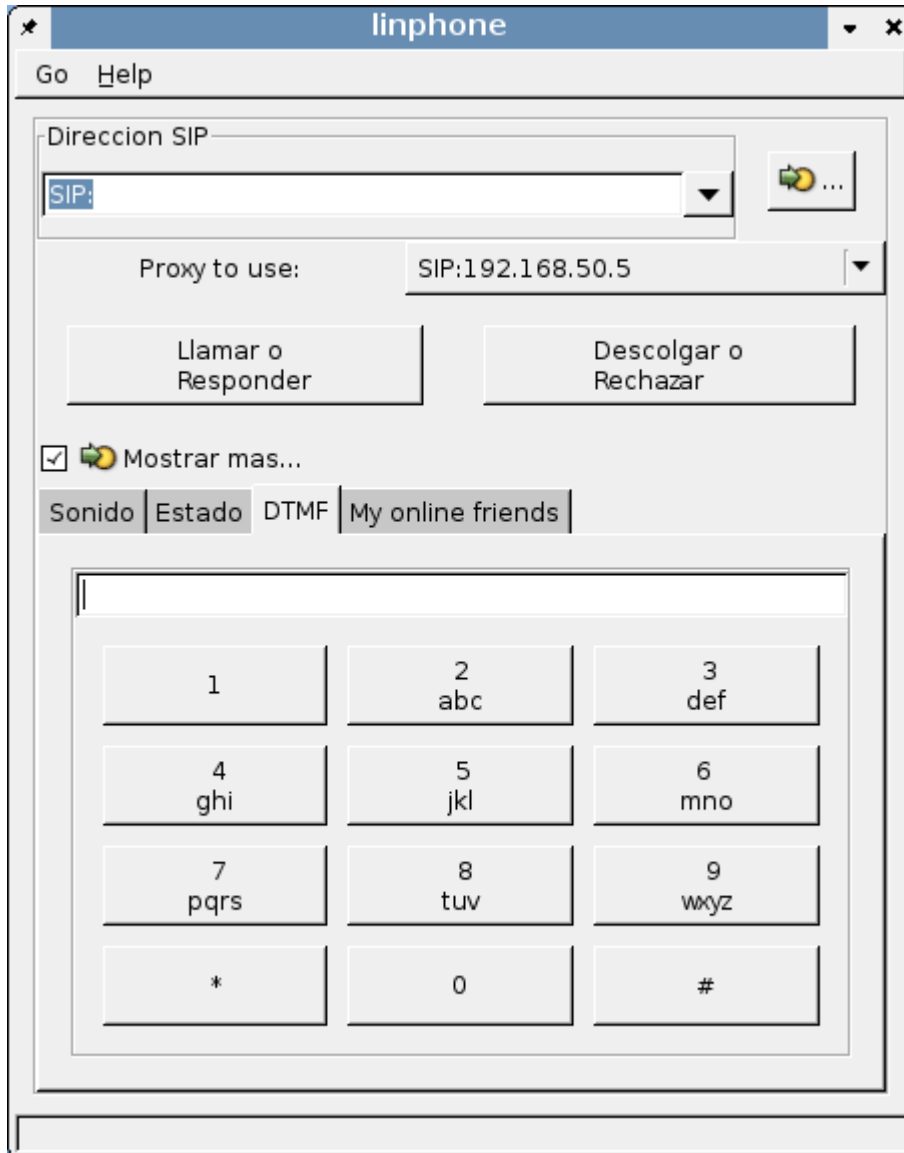 linphone
Go Help
Direccion SIP
SIP:
...
Proxy to use: SIP:192.168.50.5
Llamar o
Responder
Descolgar o
Rechazar
Mostrar mas...
Sonido Estado DTMF My online friends
1
2
abc
3
def
4
ghi
5
jkl
6
mno
7
pqrs
8
tuv
9
wxyz
*
0
#